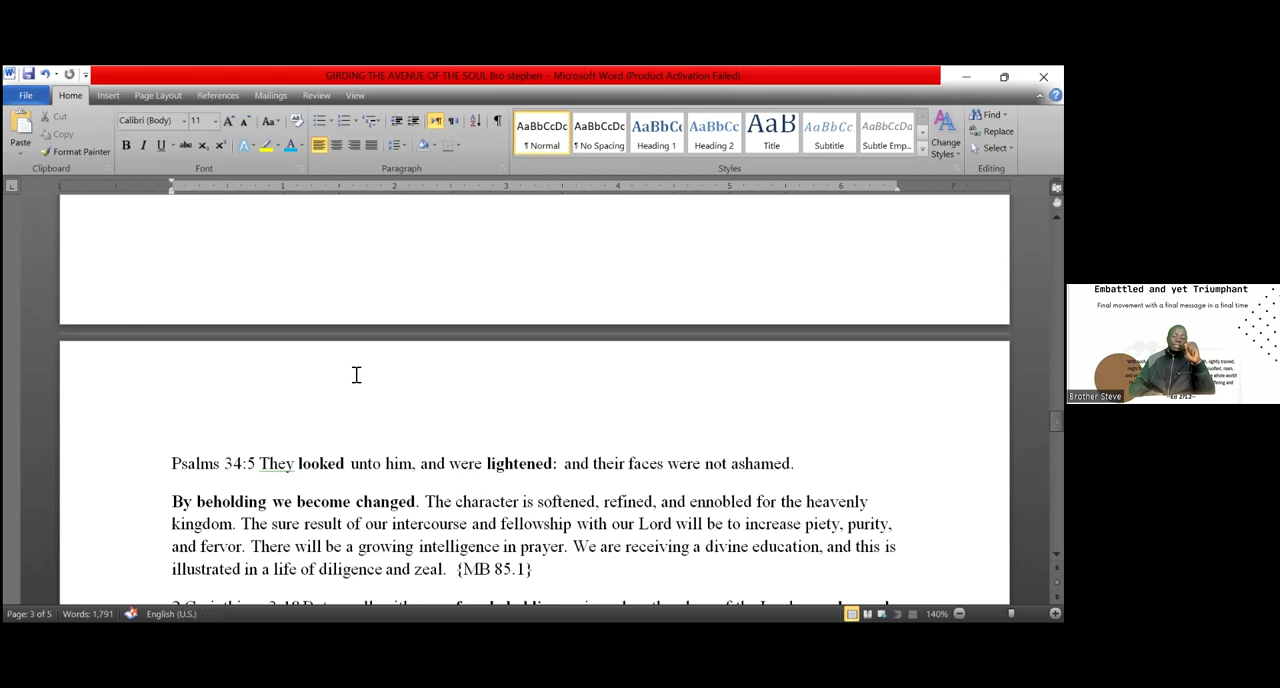 GIRDING THE AVENUE OF THE SOUL Bro stephen - Microsoft Word (Product Activation Failed)
File Home Insert Page Layout References Mailings Review View
Paste
Cut
Copy
Format Painter
Clipboard
Calibri (Body) 11
Font
Paragraph
AaBbCcDc AaBbCcDc AaBbCc AaBbCc AaB AaBbCc. AaBbCcDa
¶ Normal ¶ No Spacing Heading 1 Heading 2 Title Subtitle Subtle Emp...
Change Styles
Styles
Find
Replace
Select
Editing
1 2 3 4 5 6 7
Psalms 34:5 They looked unto him, and were lightened: and their faces were not ashamed.
By beholding we become changed. The character is softened, refined, and ennobled for the heavenly
kingdom. The sure result of our intercourse and fellowship with our Lord will be to increase piety, purity,
and fervor. There will be a growing intelligence in prayer. We are receiving a divine education, and this is
illustrated in a life of diligence and zeal. {MB 85.1}
Page: 3 of 5 Words: 1,791 English (U.S.) 140%
Embattled and yet Triumphant
Final movement with a final message in a final time
Brother Steve